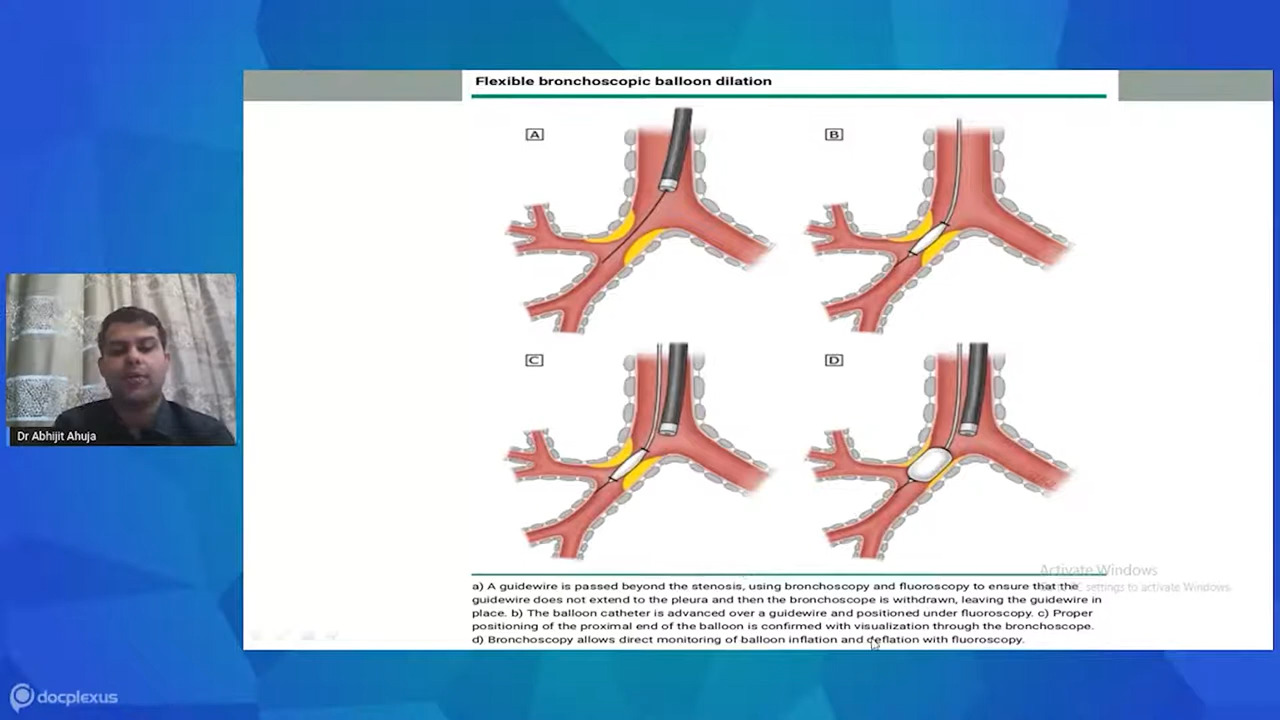 Flexible bronchoscopic balloon dilation
A
B
C
D
a) A guidewire is passed beyond the stenosis, using bronchoscopy and fluoroscopy to ensure that the
guidewire does not extend to the pleura and then the bronchoscope is withdrawn, leaving the guidewire in
place. b) The balloon catheter is advanced over a guidewire and positioned under fluoroscopy. c) Proper
positioning of the proximal end of the balloon is confirmed with visualization through the bronchoscope.
d) Bronchoscopy allows direct monitoring of balloon inflation and deflation with fluoroscopy.
Activate Windows
settings to activate Windows.
Dr Abhijit Ahuja
docplexus